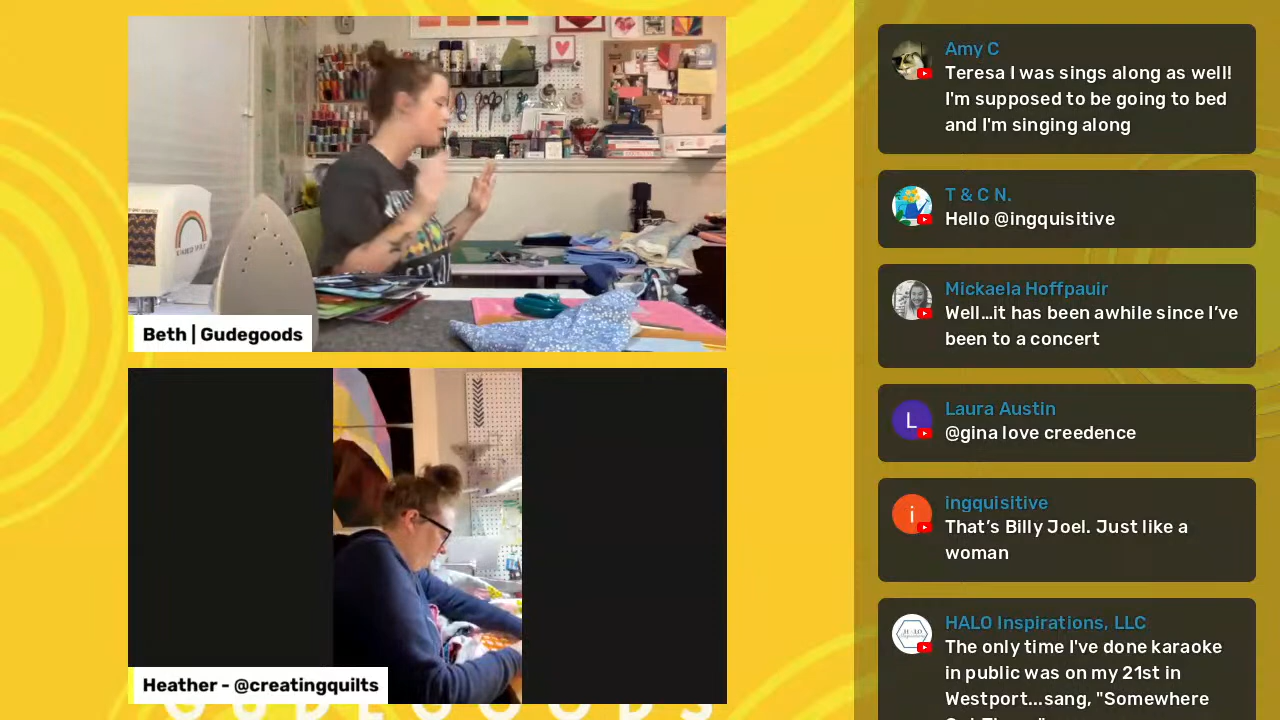 Beth | Gudegoods
Heather - @creatingquilts
GUDEGOODS
Amy C
Teresa I was sings along as well!
I'm supposed to be going to bed
and I'm singing along
T & C N.
Hello @ingquisitive
Mickaela Hoffpauir
Well…it has been awhile since I’ve
been to a concert
Laura Austin
@gina love creedence
ingquisitive
That’s Billy Joel. Just like a
woman
HALO Inspirations, LLC
The only time I've done karaoke
in public was on my 21st in
Westport...sang, "Somewhere